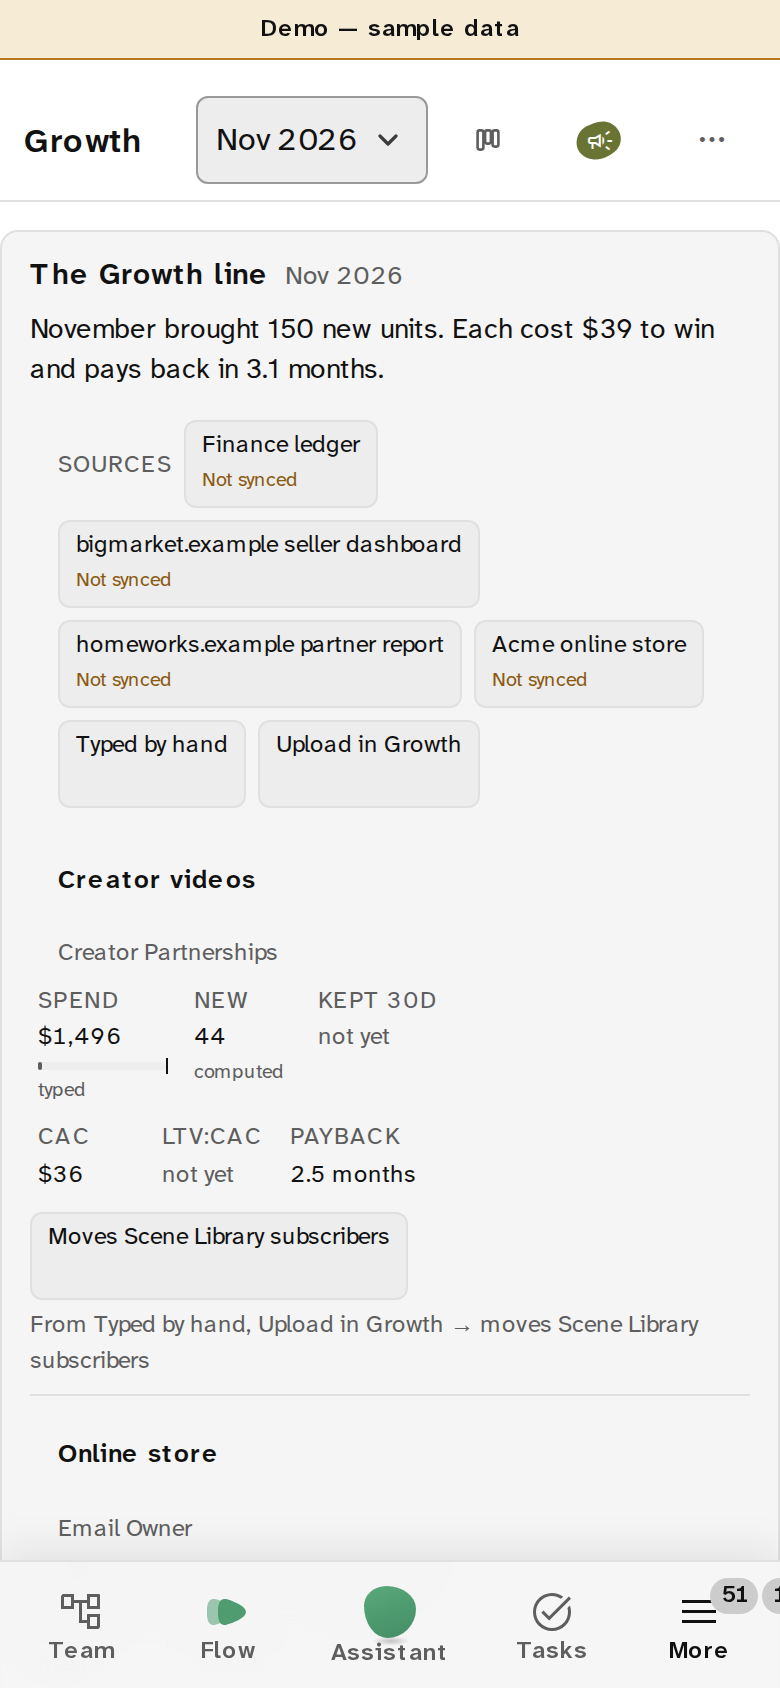 Demo — sample data
Growth
Nov 2026
The Growth line Nov 2026
November brought 150 new units. Each cost $39 to win
and pays back in 3.1 months.
SOURCES
Finance ledger
Not synced
bigmarket.example seller dashboard
Not synced
homeworks.example partner report
Not synced
Acme online store
Not synced
Typed by hand
Upload in Growth
Creator videos
Creator Partnerships
SPEND NEW KEPT 30D
$1,496 44 not yet
typed computed
CAC LTV:CAC PAYBACK
$36 not yet 2.5 months
Moves Scene Library subscribers
From Typed by hand, Upload in Growth → moves Scene Library
subscribers
Online store
Email Owner
51
Team Flow Assistant Tasks More